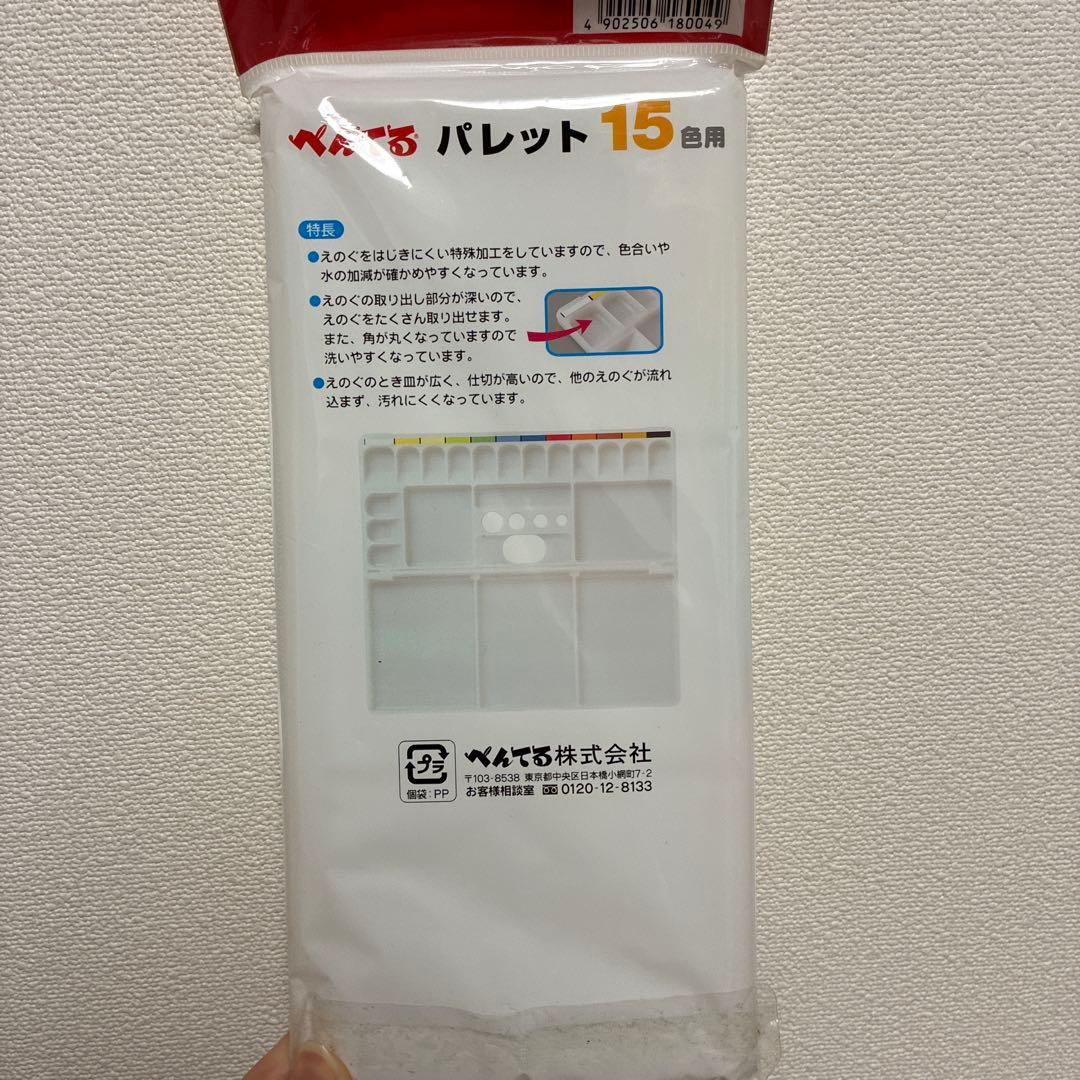 4 902506 180049
ぺんてる® パレット 15色用
特長
●えのぐをはじきにくい特殊加工をしていますので、色合いや
水の加減が確かめやすくなっています。
●えのぐの取り出し部分が深いので、
えのぐをたくさん取り出せます。
また、角が丸くなっていますので
洗いやすくなっています。
●えのぐのとき皿が広く、仕切が高いので、他のえのぐが流れ
込まず、汚れにくくなっています。
プラ
個袋:PP
ぺんてる株式会社
〒103-8538 東京都中央区日本橋小網町7-2
お客様相談室 0120-12-8133